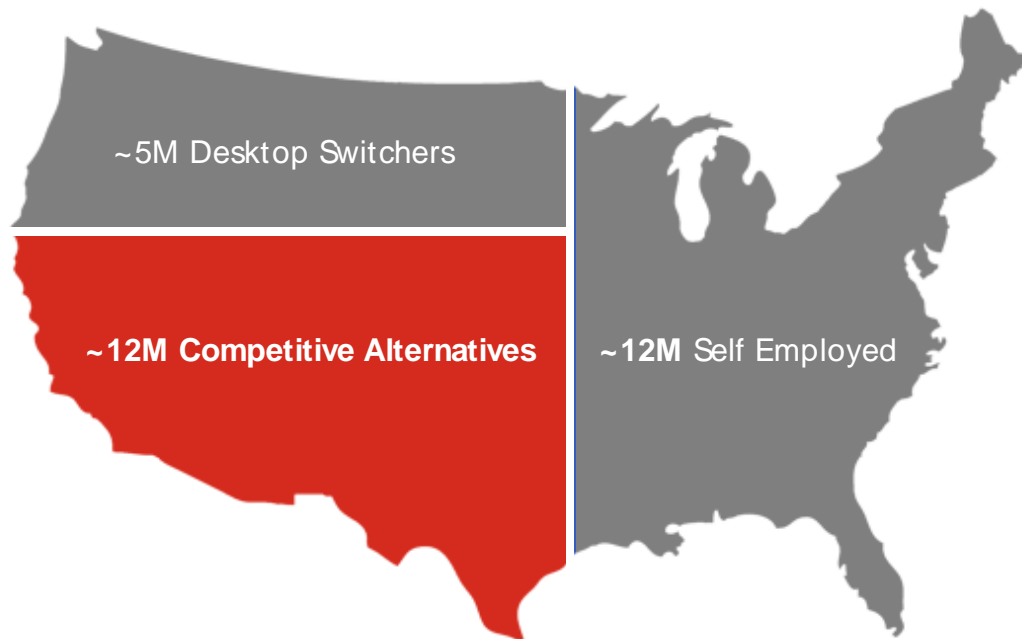 ~5M Desktop Switchers
~12M Competitive Alternatives
~12M Self Employed